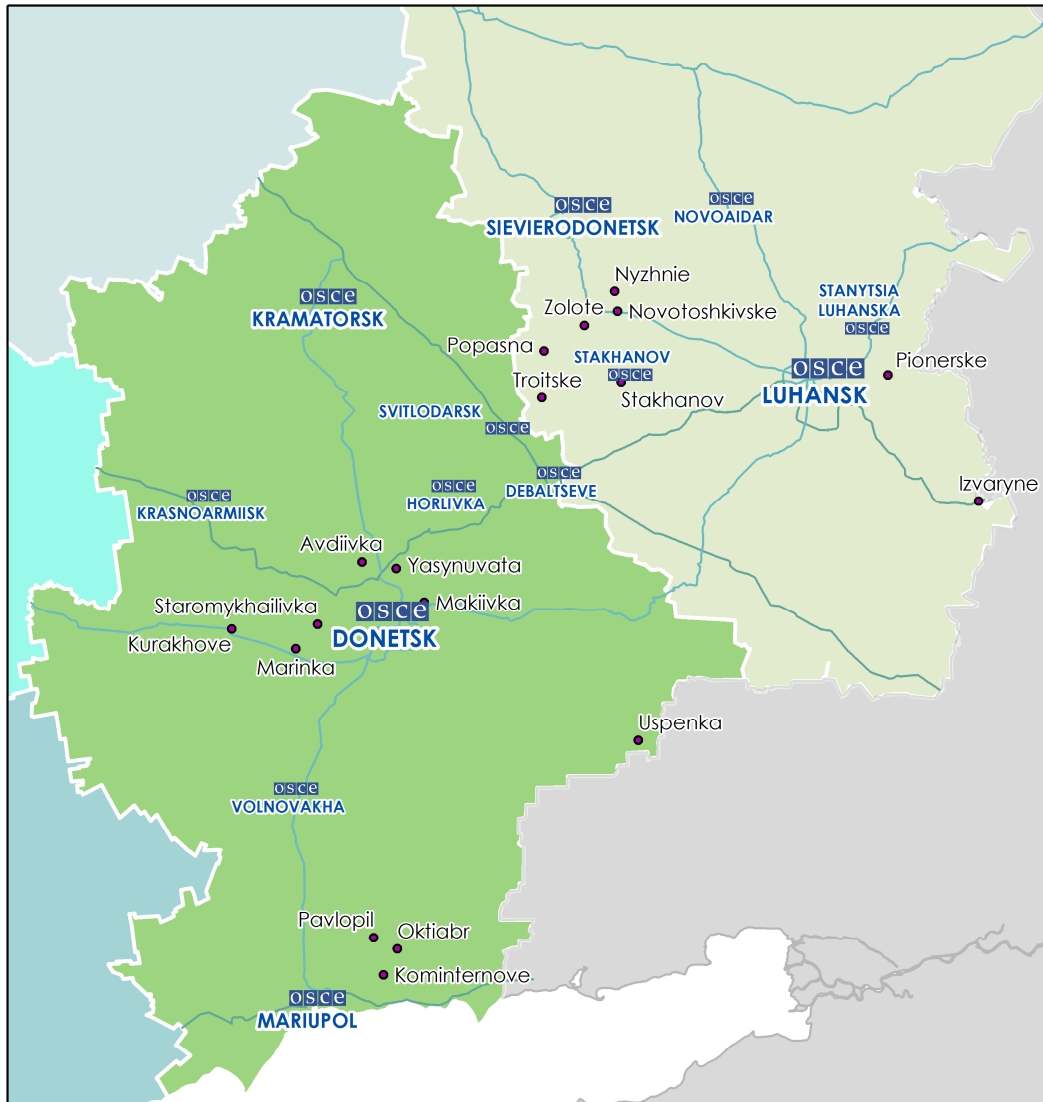 osce
SIEVIERODONETSK
osce
NOVOAIDAR
Nyzhnie
osce
KRAMATORSK
Zolote
Novotoshkivske
STANYTSIA
LUHANSKA
osce
Popasna
STAKHANOV
osce
Stakhanov
osce
LUHANSK
Pionerske
Troitske
SVITLODARSK
osce
osce
DEBALTSEVE
osce
HORLIVKA
osce
KRASNOARMIISK
Izvaryne
Avdiivka
Yasynuvata
Staromykhailivka
osce
DONETSK
Makiivka
Kurakhove
Marinka
Uspenka
osce
VOLNOVAKHA
Pavlopil
Oktiabr
Kominternove
osce
MARIUPOL